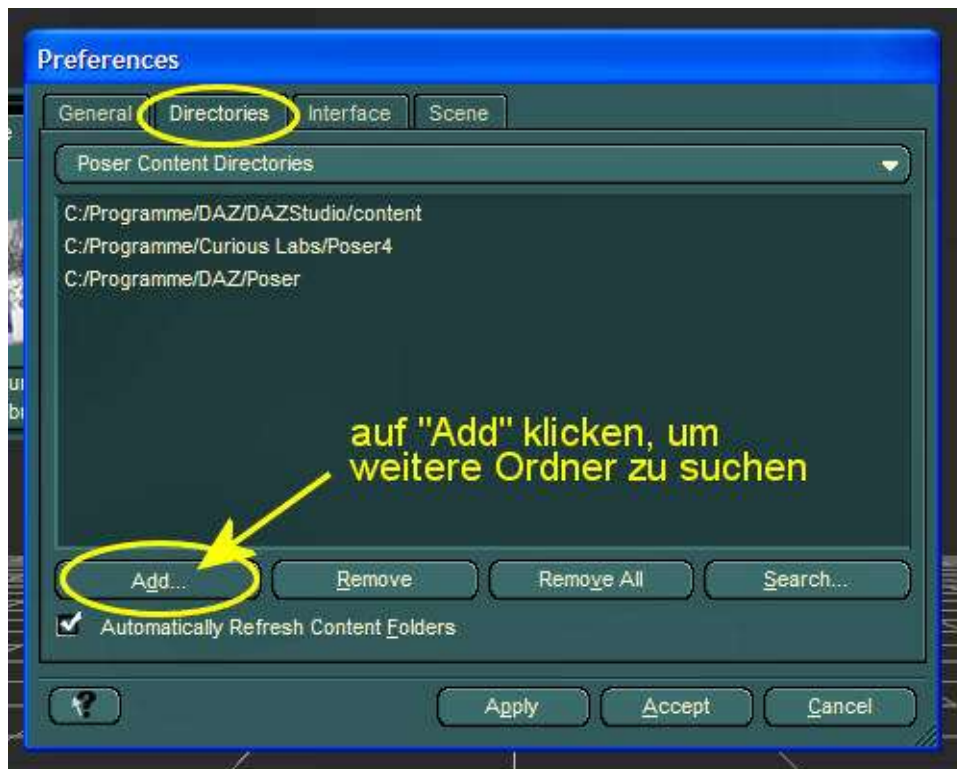 Preferences
General Directories Interface Scene
Poser Content Directories
C:/Programme/DAZ/DAZStudio/content
C:/Programme/Curious Labs/Poser4
C:/Programme/DAZ/Poser
auf "Add" klicken, um
weitere Ordner zu suchen
Add... Remove Remove All Search...
Automatically Refresh Content Folders
? Apply Accept Cancel